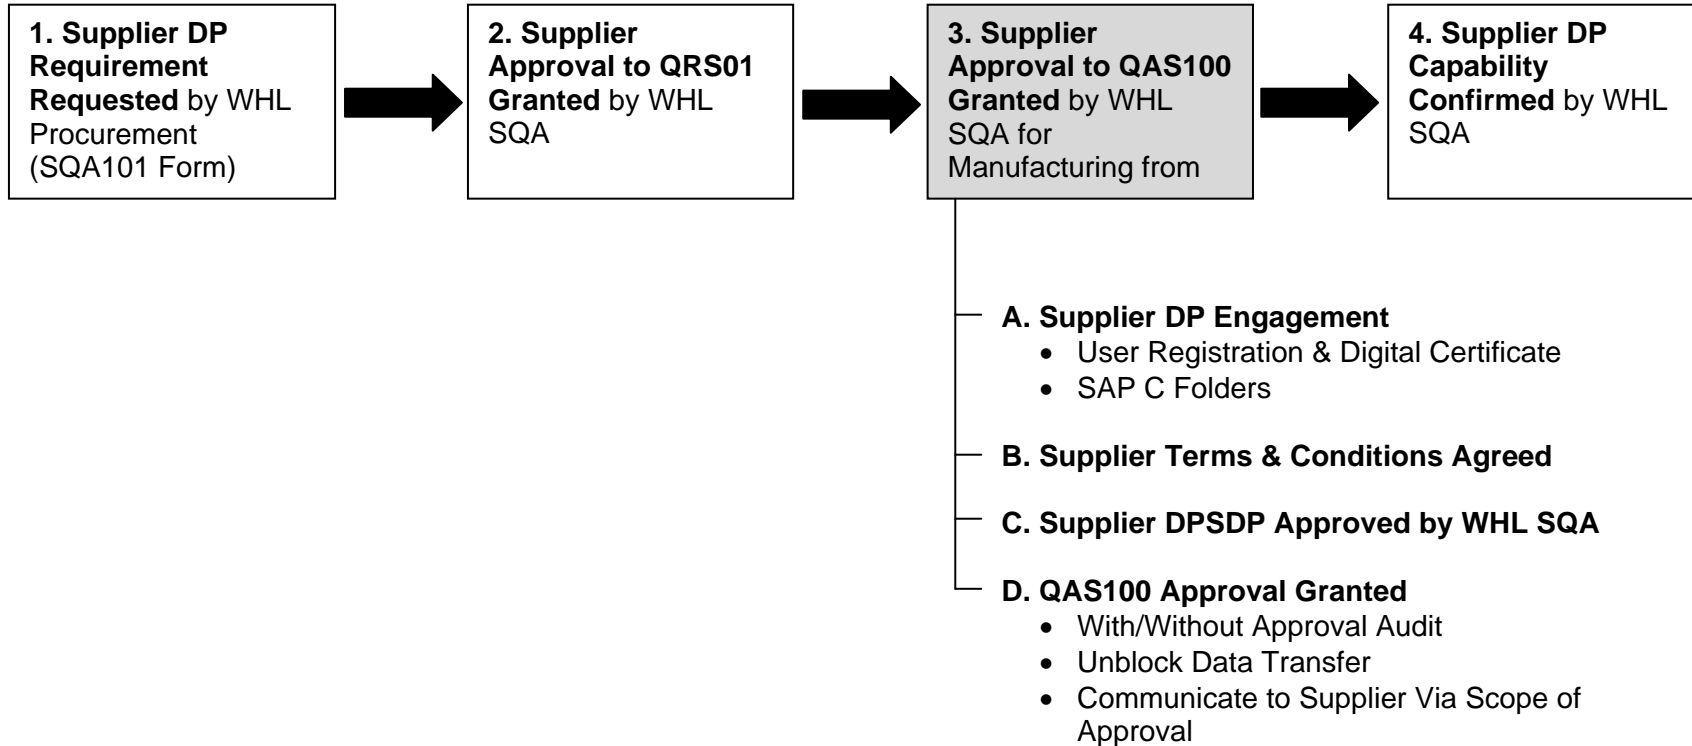 1. Supplier DP
Requirement
Requested by WHL
Procurement
(SQA101 Form)
2. Supplier
Approval to QRS01
Granted by WHL
SQA
3. Supplier
Approval to QAS100
Granted by WHL
SQA for
Manufacturing from
4. Supplier DP
Capability
Confirmed by WHL
SQA
A. Supplier DP Engagement
• User Registration & Digital Certificate
• SAP C Folders
B. Supplier Terms & Conditions Agreed
C. Supplier DPSDP Approved by WHL SQA
D. QAS100 Approval Granted
• With/Without Approval Audit
• Unblock Data Transfer
• Communicate to Supplier Via Scope of
Approval